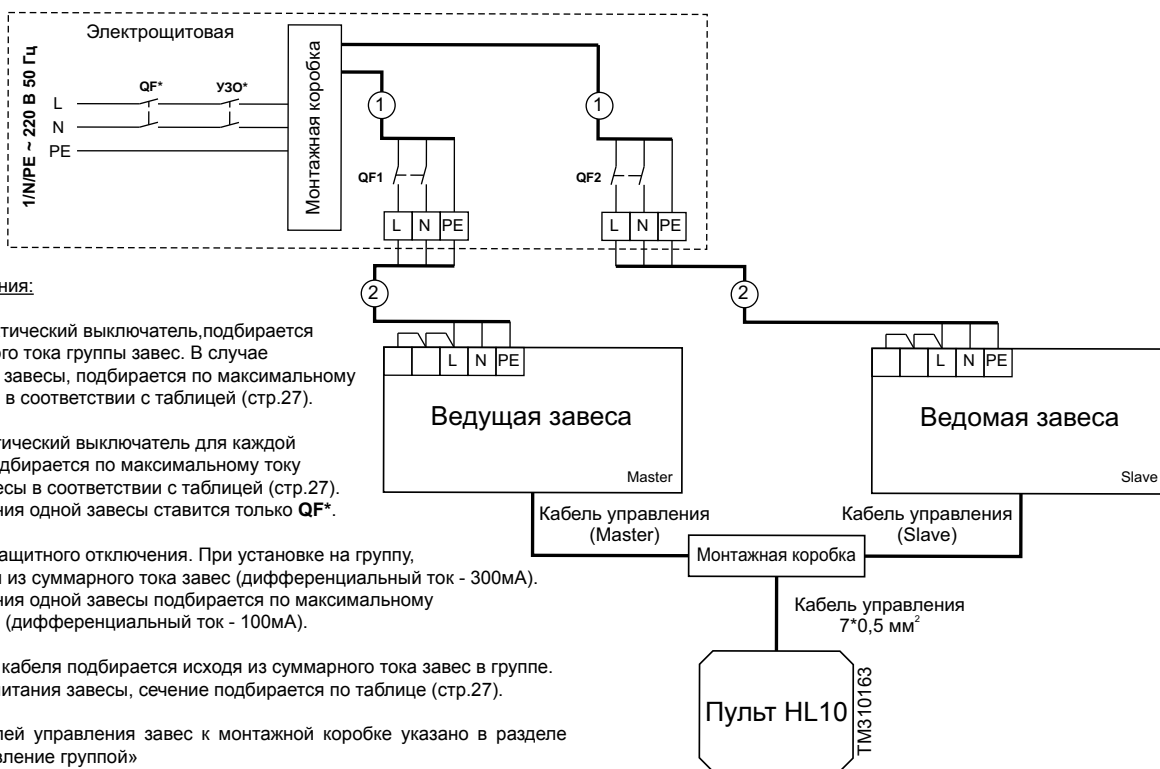 Электрощитовая
1/N/PE ~ 220 В 50 Гц
QF*
УЗО*
L
N
PE
Монтажная коробка
1
1
QF1
QF2
L N PE
L N PE
2
2
L N PE
L N PE
Ведущая завеса
Master
Ведомая завеса
Slave
Кабель управления
(Master)
Кабель управления
(Slave)
Монтажная коробка
Кабель управления
7*0,5 мм²
Пульт HL10
TM310163
ния:
тический выключатель,подбирается
го тока группы завес. В случае
завесы, подбирается по максимальному
в соответствии с таблицей (стр.27).
тический выключатель для каждой
дбирается по максимальному току
есы в соответствии с таблицей (стр.27).
ния одной завесы ставится только QF*.
ащитного отключения. При установке на группу,
из суммарного тока завес (дифференциальный ток - 300мА).
ния одной завесы подбирается по максимальному
(дифференциальный ток - 100мА).
кабеля подбирается исходя из суммарного тока завес в группе.
итания завесы, сечение подбирается по таблице (стр.27).
лей управления завес к монтажной коробке указано в разделе
вление группой»